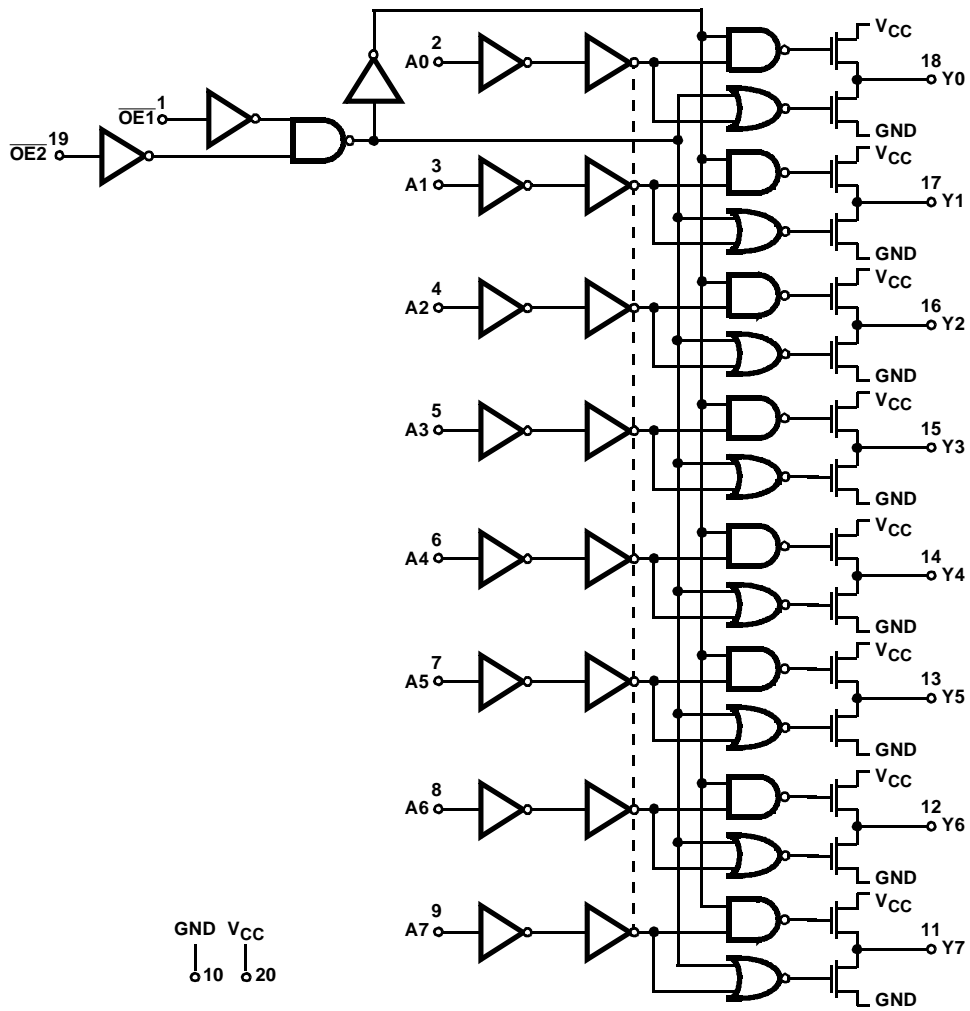 VCC
2
A0
18
Y0
OE1 1
GND
OE2 19
VCC
3
A1
17
Y1
GND
VCC
4
A2
16
Y2
GND
VCC
5
A3
15
Y3
GND
VCC
6
A4
14
Y4
GND
VCC
7
A5
13
Y5
GND
VCC
8
A6
12
Y6
GND
VCC
9
A7
11
Y7
GND
GND VCC
10 20